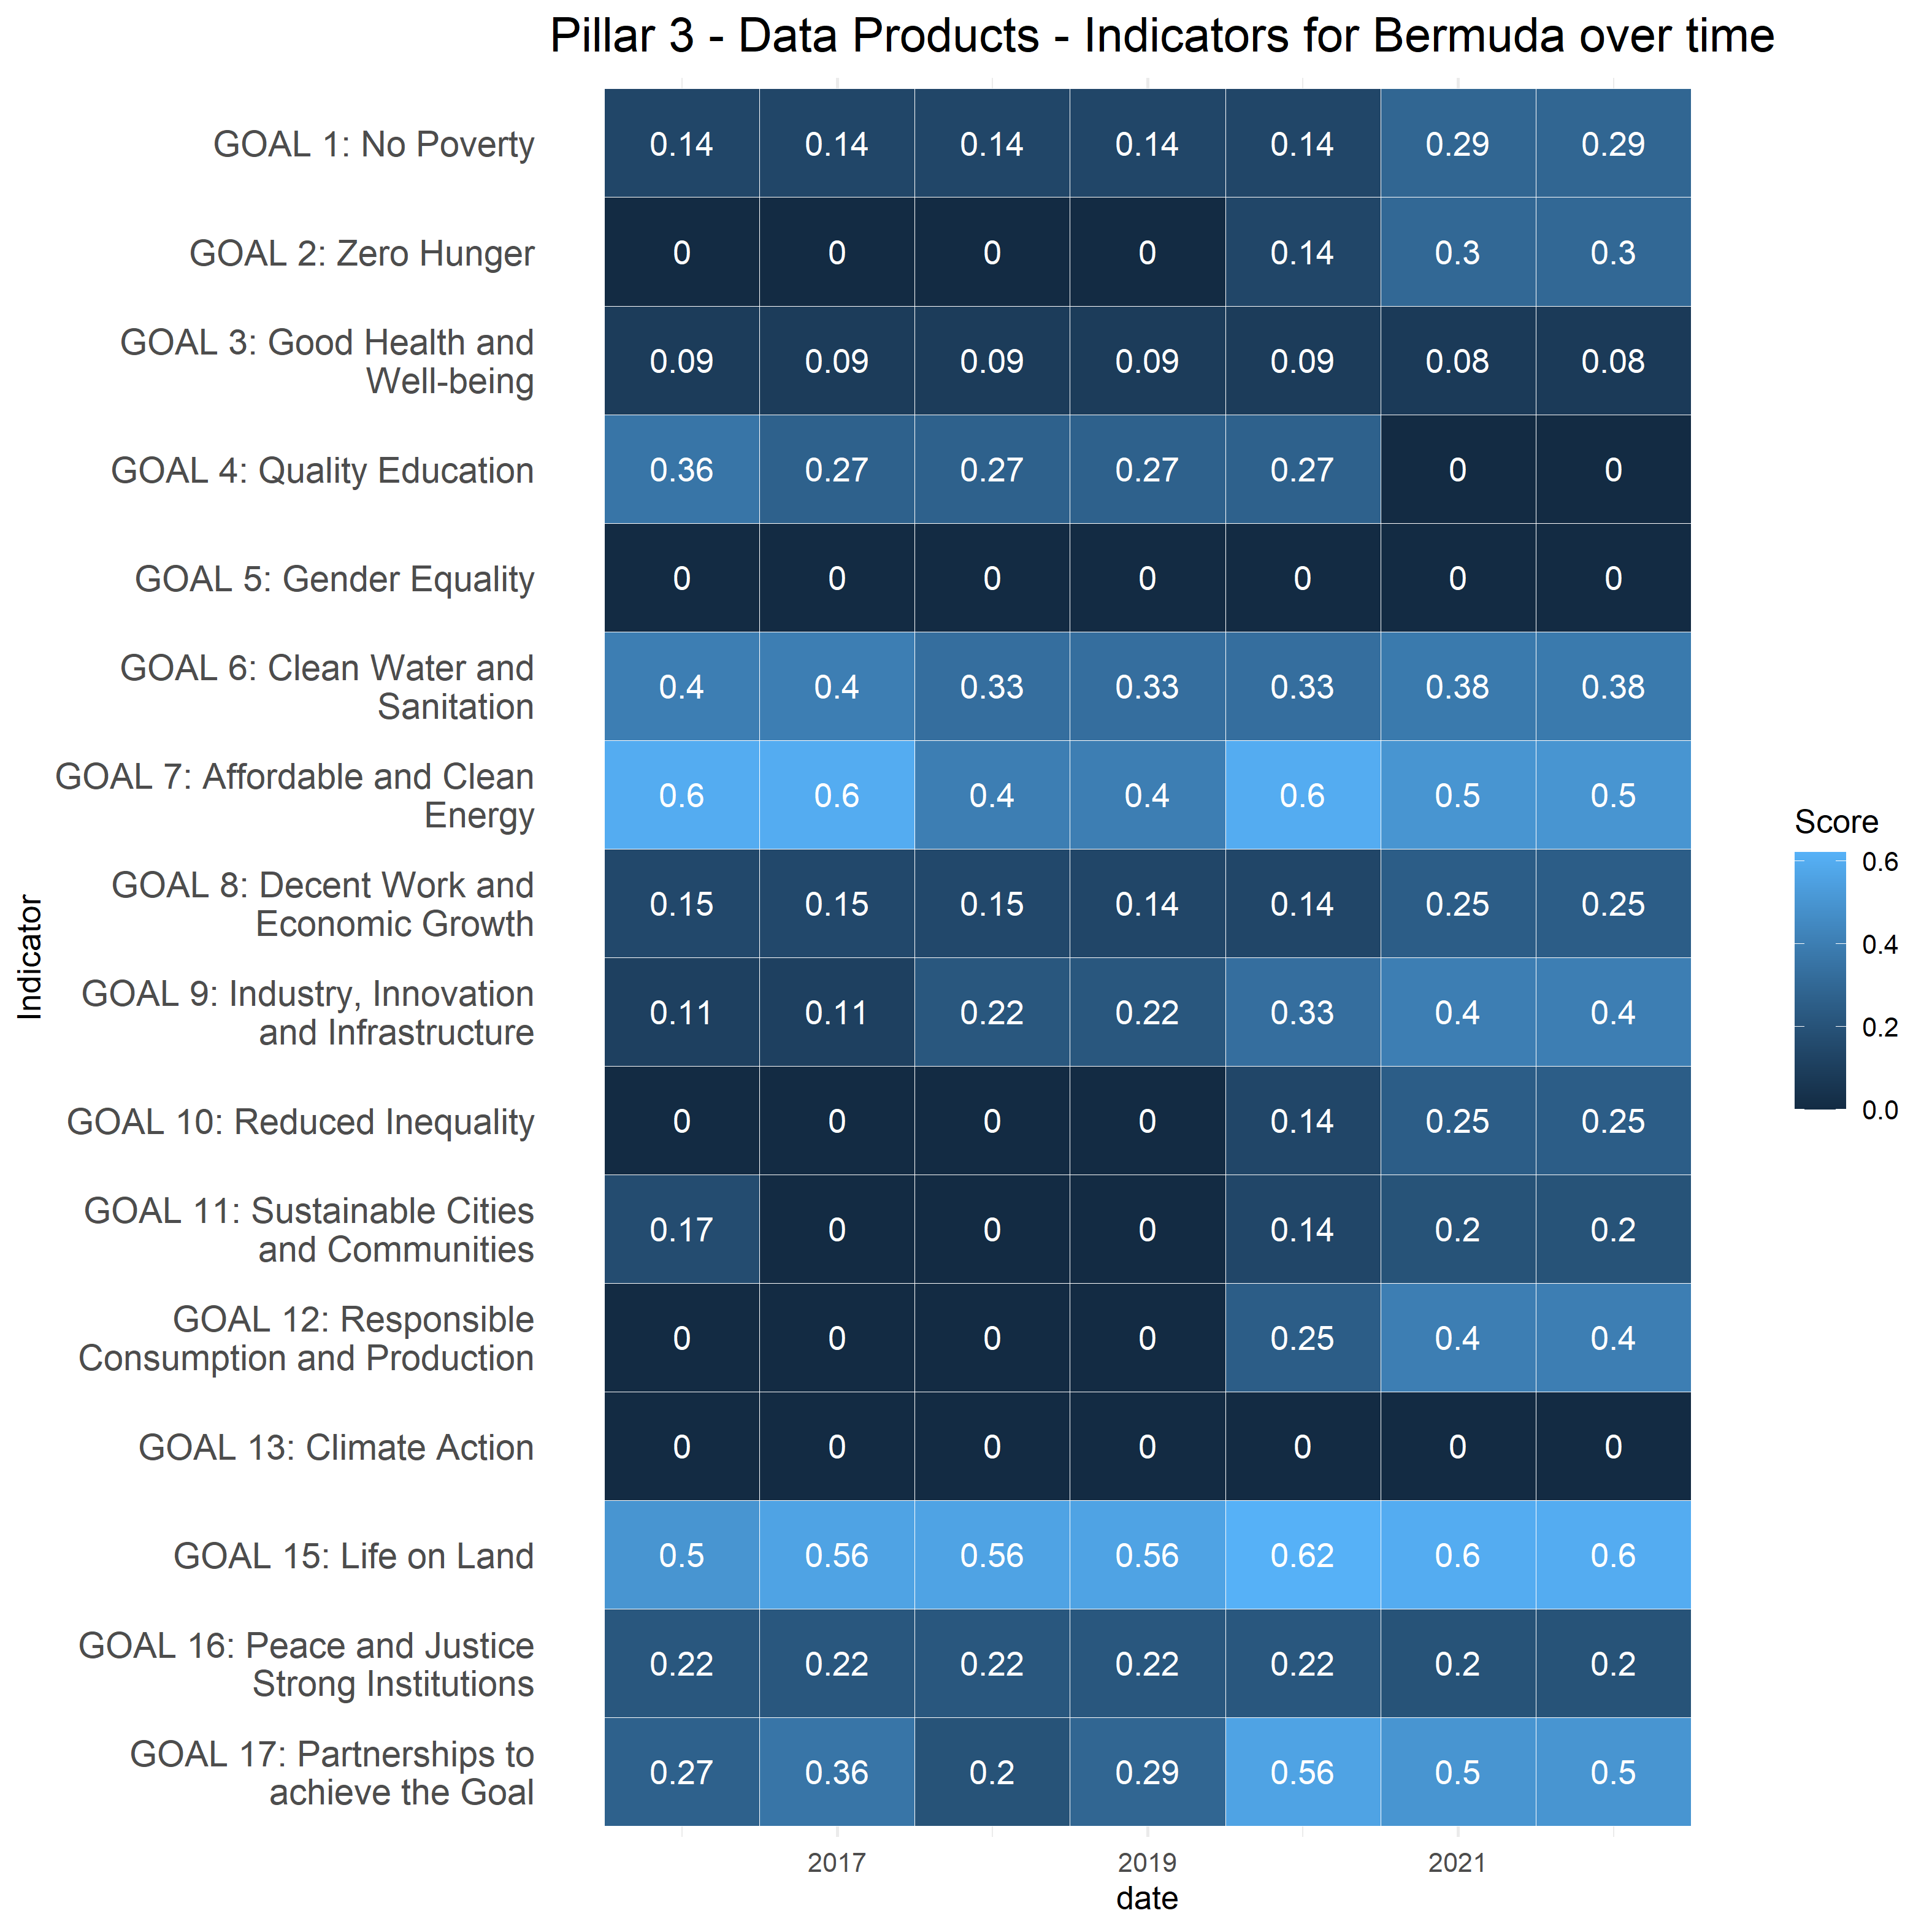 Pillar 3 - Data Products - Indicators for Bermuda over time
GOAL 1: No Poverty
0.14 0.14 0.14 0.14 0.14 0.29 0.29
GOAL 2: Zero Hunger
0 0 0 0 0.14 0.3 0.3
GOAL 3: Good Health and
Well-being
0.09 0.09 0.09 0.09 0.09 0.08 0.08
GOAL 4: Quality Education
0.36 0.27 0.27 0.27 0.27 0 0
GOAL 5: Gender Equality
0 0 0 0 0 0 0
GOAL 6: Clean Water and
Sanitation
0.4 0.4 0.33 0.33 0.33 0.38 0.38
GOAL 7: Affordable and Clean
Energy
0.6 0.6 0.4 0.4 0.6 0.5 0.5
GOAL 8: Decent Work and
Economic Growth
0.15 0.15 0.15 0.14 0.14 0.25 0.25
GOAL 9: Industry, Innovation
and Infrastructure
0.11 0.11 0.22 0.22 0.33 0.4 0.4
GOAL 10: Reduced Inequality
0 0 0 0 0.14 0.25 0.25
GOAL 11: Sustainable Cities
and Communities
0.17 0 0 0 0.14 0.2 0.2
GOAL 12: Responsible
Consumption and Production
0 0 0 0 0.25 0.4 0.4
GOAL 13: Climate Action
0 0 0 0 0 0 0
GOAL 15: Life on Land
0.5 0.56 0.56 0.56 0.62 0.6 0.6
GOAL 16: Peace and Justice
Strong Institutions
0.22 0.22 0.22 0.22 0.22 0.2 0.2
GOAL 17: Partnerships to
achieve the Goal
0.27 0.36 0.2 0.29 0.56 0.5 0.5
2017 2019 2021
date
Indicator
Score
0.6
0.4
0.2
0.0